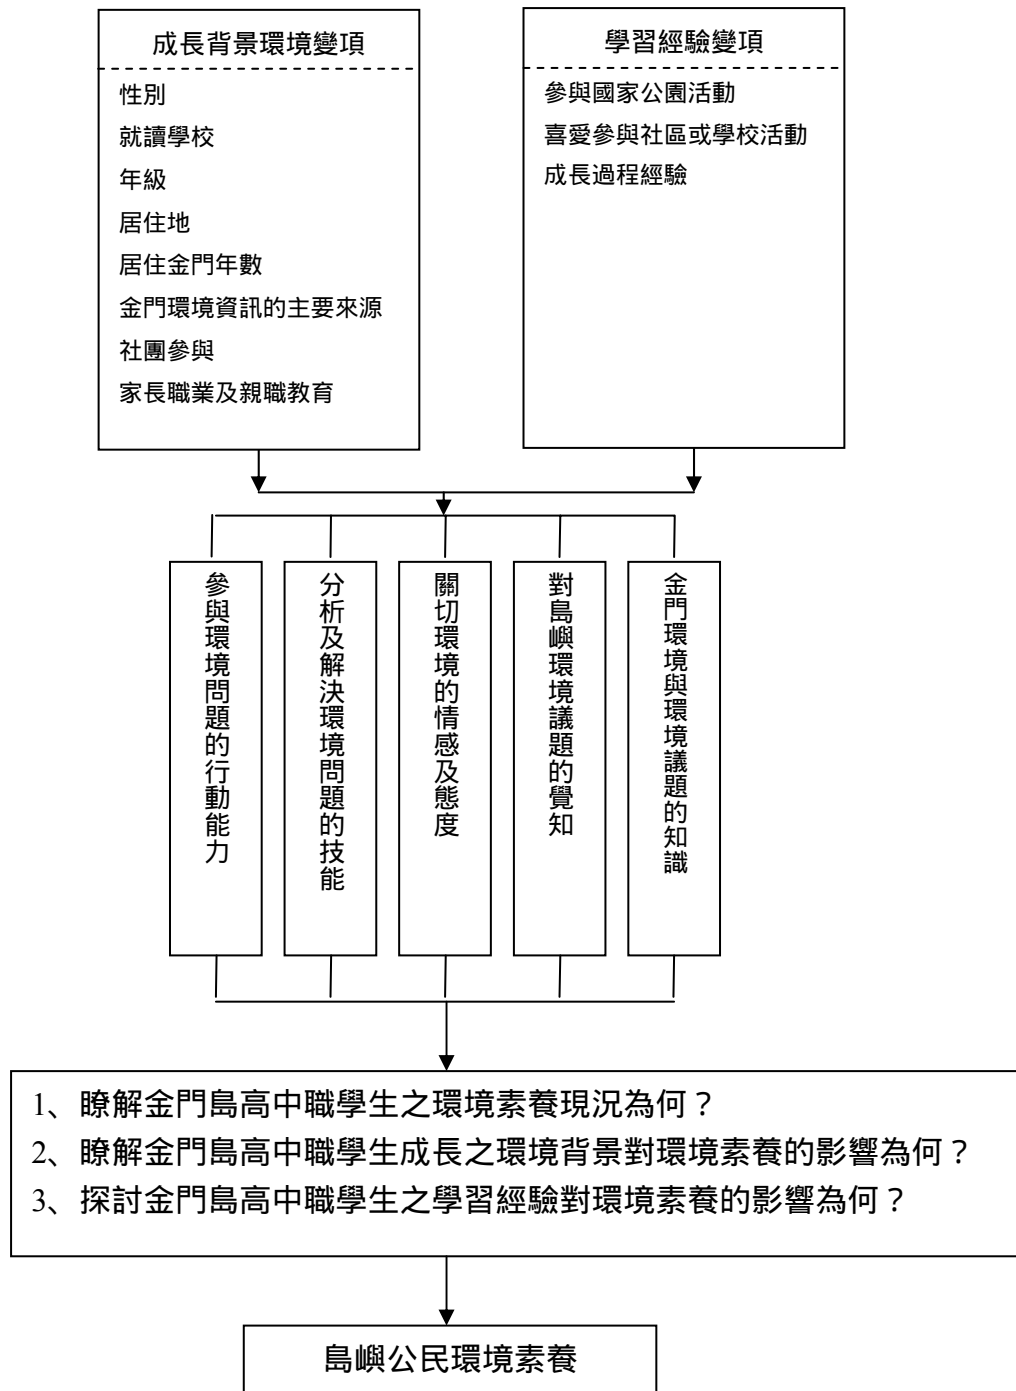 成長背景環境變項
性別
就讀學校
年級
居住地
居住金門年數
金門環境資訊的主要來源
社團參與
家長職業及親職教育
學習經驗變項
參與國家公園活動
喜愛參與社區或學校活動
成長過程經驗
參與環境問題的行動能力
分析及解決環境問題的技能
關切環境的情感及態度
對島嶼環境議題的覺知
金門環境與環境議題的知識
1、瞭解金門島高中職學生之環境素養現況為何？
2、瞭解金門島高中職學生成長之環境背景對環境素養的影響為何？
3、探討金門島高中職學生之學習經驗對環境素養的影響為何？
島嶼公民環境素養